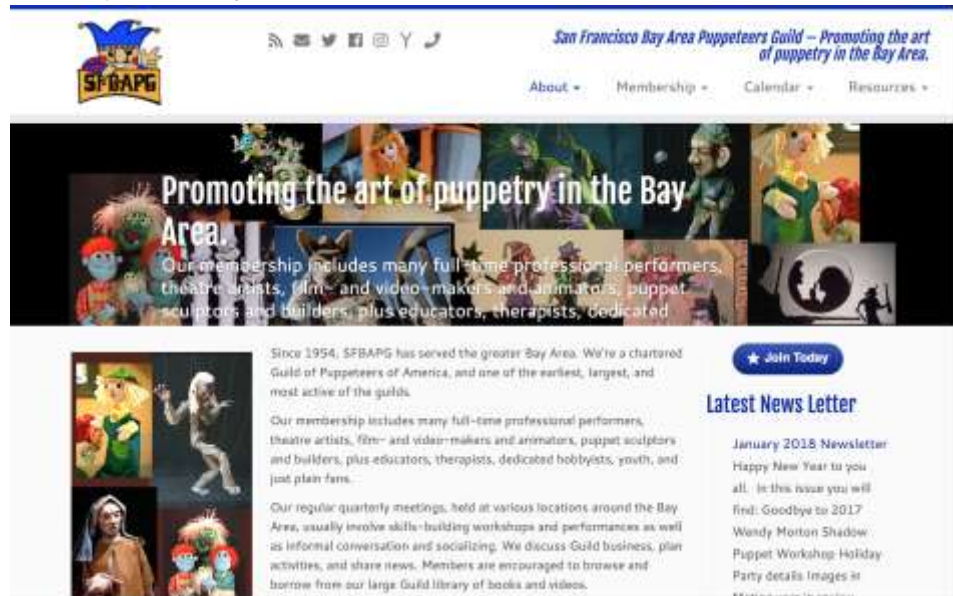 SFBAPG
San Francisco Bay Area Puppeteers Guild – Promoting the art
of puppetry in the Bay Area.
About
Membership
Calendar
Resources
Promoting the art of puppetry in the Bay
Area.
Our membership includes many full-time professional performers,
theatre artists, film- and video-makers and animators, puppet
sculptors and builders, plus educators, therapists, dedicated
Since 1954, SFBAPG has served the greater Bay Area. We're a chartered
Guild of Puppeteers of America, and one of the earliest, largest, and
most active of the guilds.
Our membership includes many full-time professional performers,
theatre artists, film- and video-makers and animators, puppet sculptors
and builders, plus educators, therapists, dedicated hobbyists, youth, and
just plain fans.
Our regular quarterly meetings, held at various locations around the Bay
Area, usually involve skills-building workshops and performances as well
as informal conversation and socializing. We discuss Guild business, plan
activities, and share news. Members are encouraged to browse and
borrow from our large Guild library of books and videos.
Join Today
Latest News Letter
January 2018 Newsletter
Happy New Year to you
all. In this issue you will
find: Goodbye to 2017
Wendy Morton Shadow
Puppet Workshop Holiday
Party details Images in